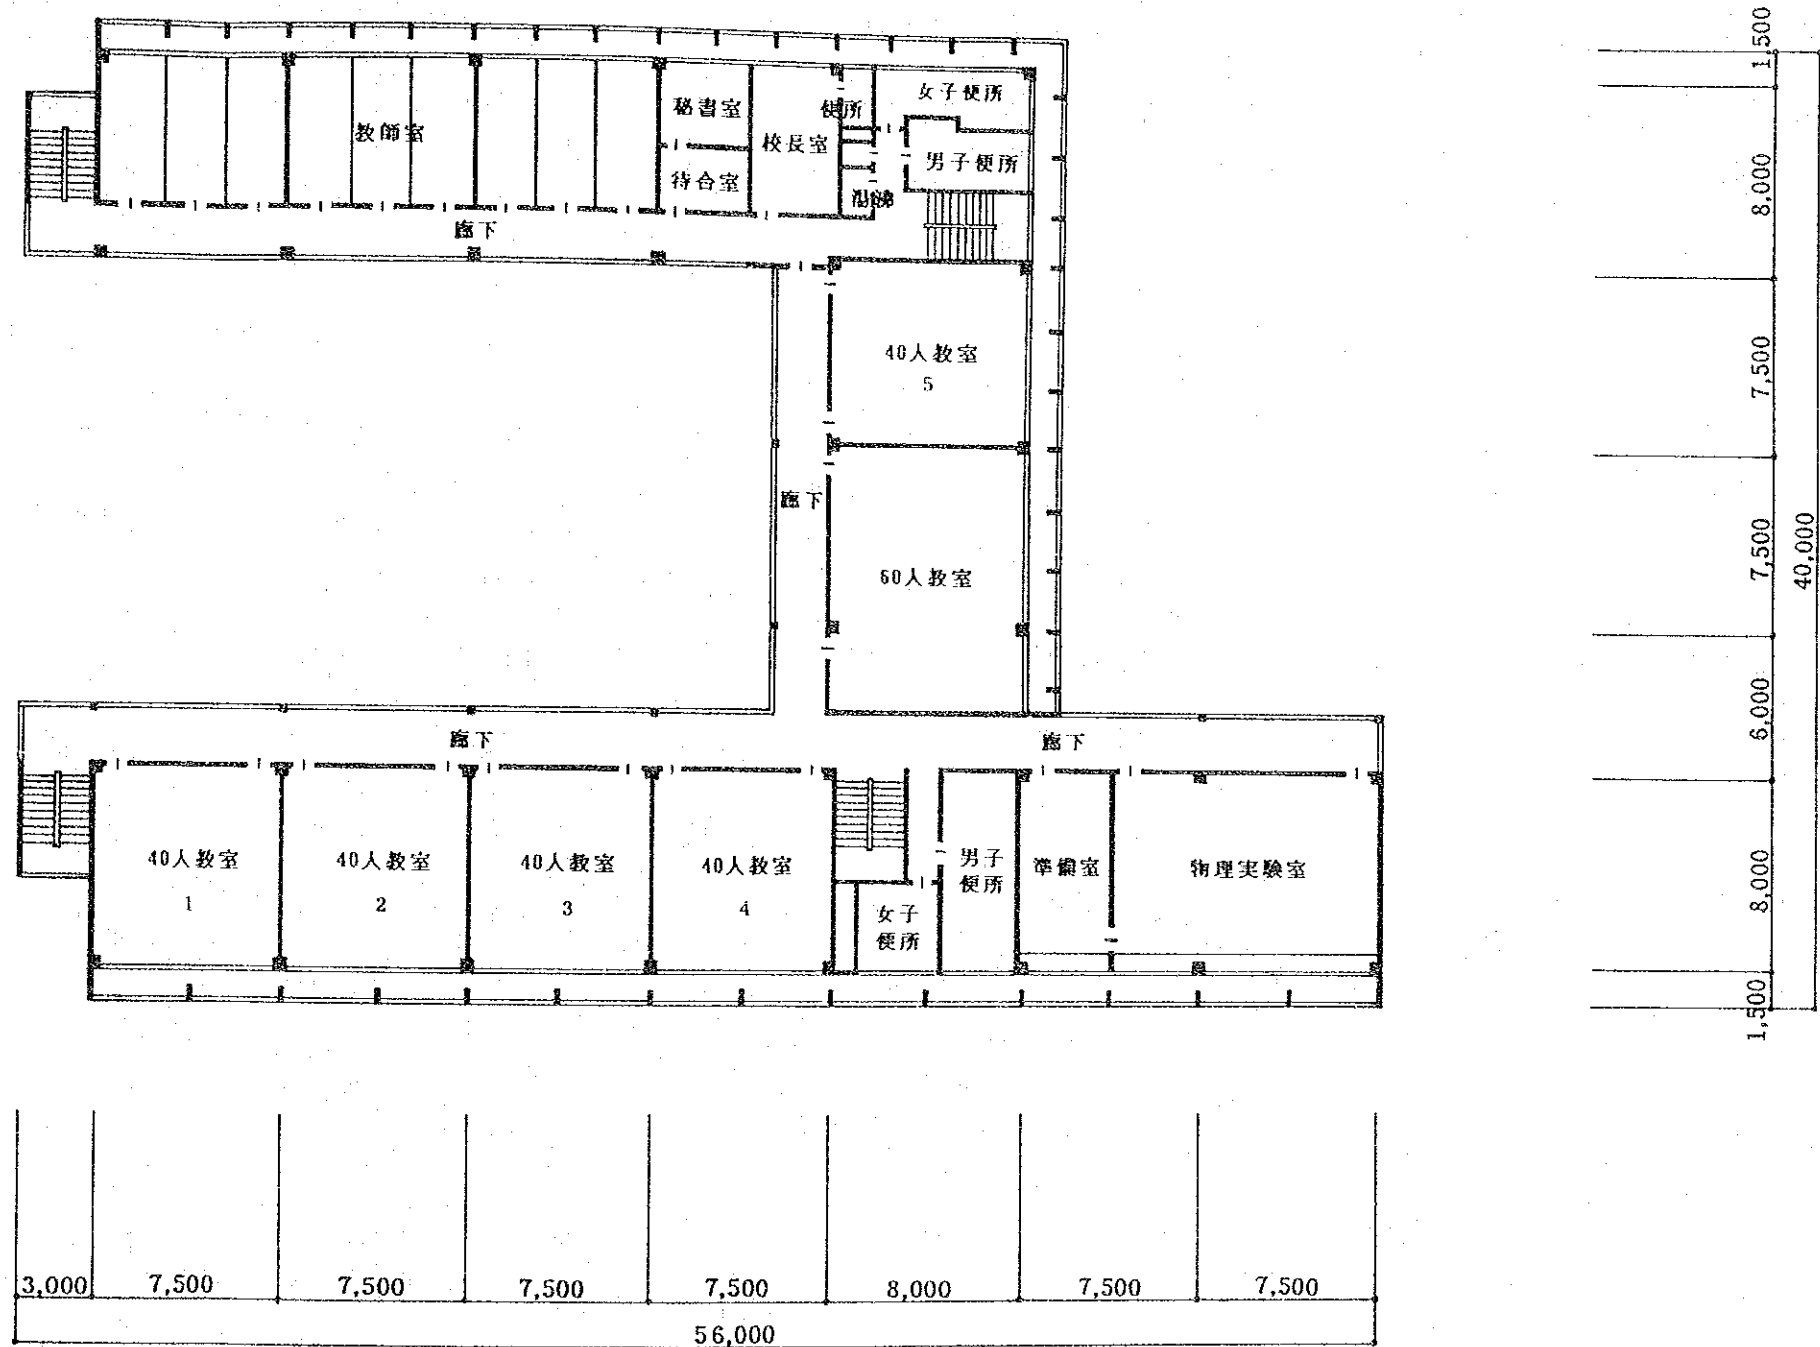 1,500
秘書室
便所
女子便所
教師室
校長室
男子便所
待合室
8,000
湯沸
廊下
40人教室
5
7,500
廊下
60人教室
7,500
40,000
6,000
廊下
廊下
40人教室
1
40人教室
2
40人教室
3
40人教室
4
男子
便所
女子
便所
準備室
物理実験室
8,000
1,500
3,000
7,500
7,500
7,500
7,500
8,000
7,500
7,500
56,000